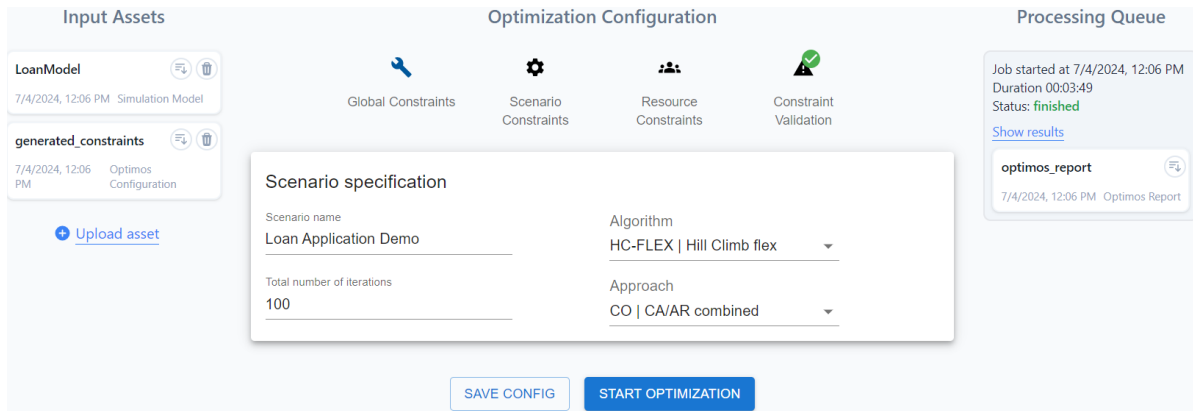 Input Assets
LoanModel
7/4/2024, 12:06 PM Simulation Model
generated_constraints
7/4/2024, 12:06 PM
Optimos Configuration
Upload asset
Optimization Configuration
Global Constraints
Scenario Constraints
Resource Constraints
Constraint Validation
Scenario specification
Scenario name
Loan Application Demo
Algorithm
HC-FLEX | Hill Climb flex
Total number of iterations
100
Approach
CO | CA/AR combined
SAVE CONFIG
START OPTIMIZATION
Processing Queue
Job started at 7/4/2024, 12:06 PM
Duration 00:03:49
Status: finished
Show results
optimos_report
7/4/2024, 12:06 PM Optimos Report